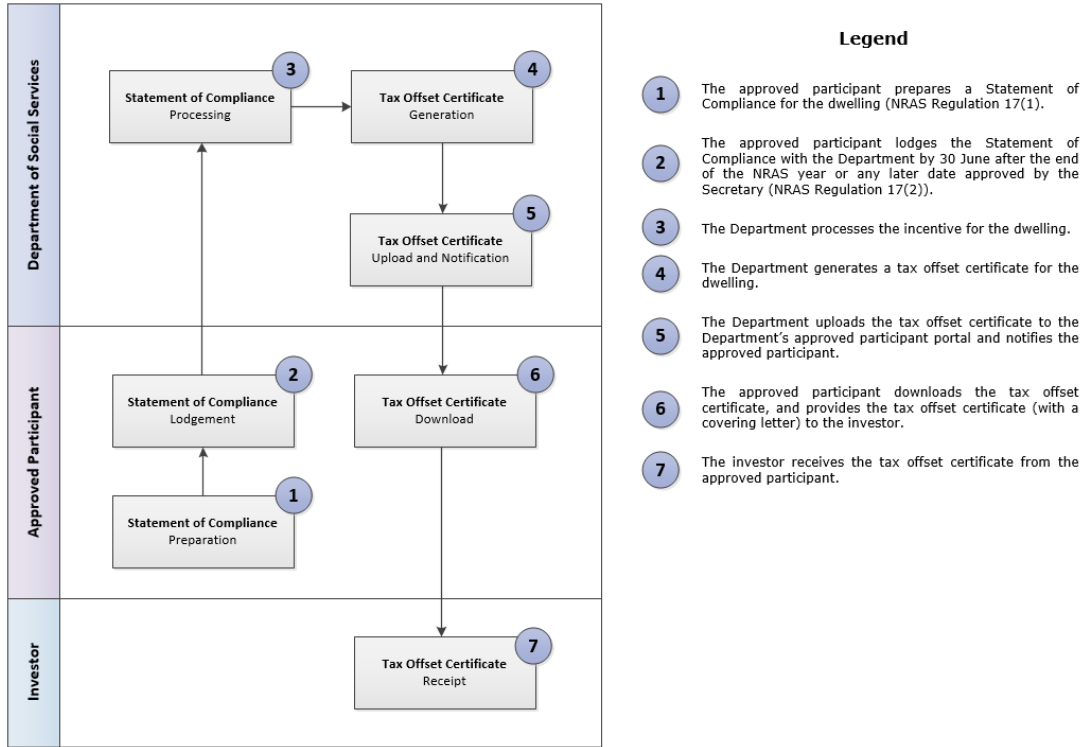 Department of Social Services
3
Statement of Compliance
Processing
4
Tax Offset Certificate
Generation
5
Tax Offset Certificate
Upload and Notification
Approved Participant
2
Statement of Compliance
Lodgement
6
Tax Offset Certificate
Download
1
Statement of Compliance
Preparation
Investor
7
Tax Offset Certificate
Receipt
Legend
1
The approved participant prepares a Statement of
Compliance for the dwelling (NRAS Regulation 17(1).
2
The approved participant lodges the Statement of
Compliance with the Department by 30 June after the end
of the NRAS year or any later date approved by the
Secretary (NRAS Regulation 17(2)).
3
The Department processes the incentive for the dwelling.
4
The Department generates a tax offset certificate for the
dwelling.
5
The Department uploads the tax offset certificate to the
Department’s approved participant portal and notifies the
approved participant.
6
The approved participant downloads the tax offset
certificate, and provides the tax offset certificate (with a
covering letter) to the investor.
7
The investor receives the tax offset certificate from the
approved participant.